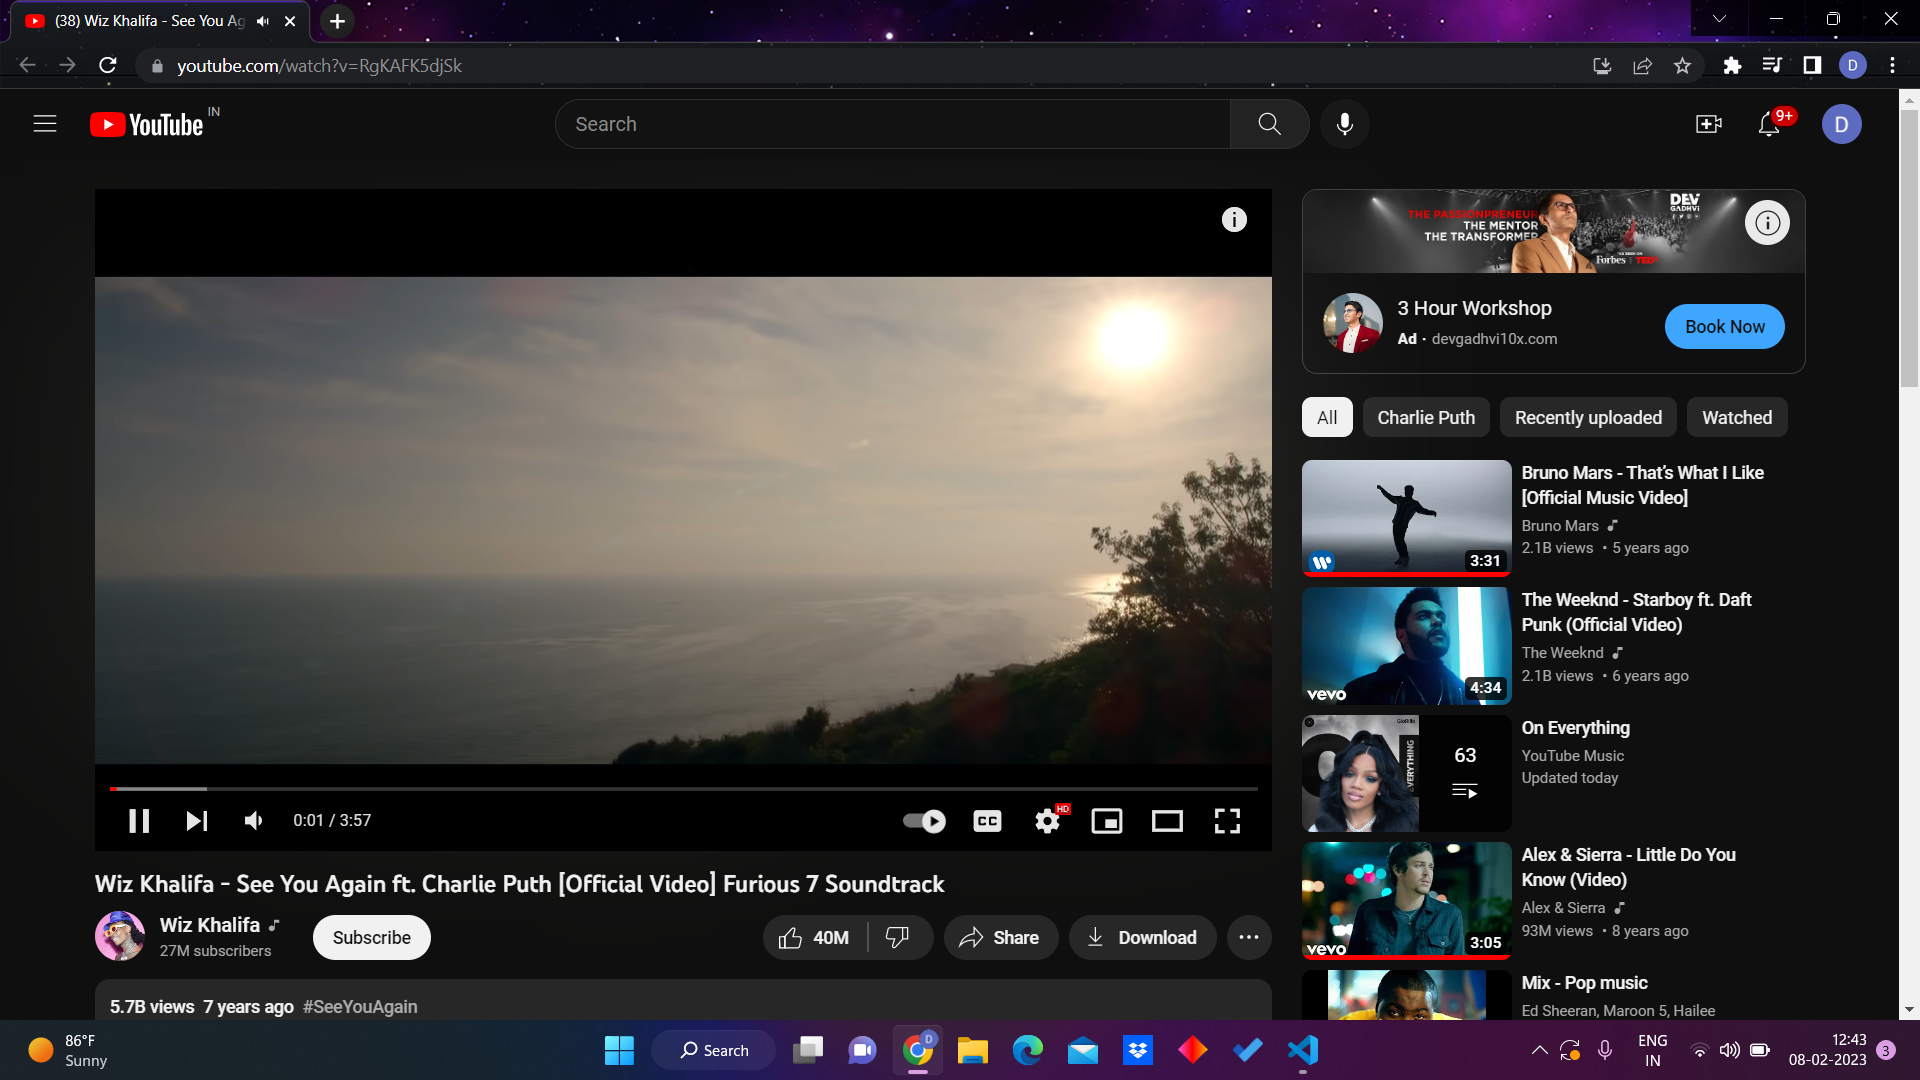 (38) Wiz Khalifa - See You Ag
youtube.com/watch?v=RgKAFK5djSk
D
YouTube IN
Search
9+
D
THE PASSIONPRENEUR
THE MENTOR
THE TRANSFORMER
DEV
GADHVI
Forbes | TEDx
3 Hour Workshop
Ad · devgadhvi10x.com
Book Now
All
Charlie Puth
Recently uploaded
Watched
Bruno Mars - That’s What I Like
[Official Music Video]
Bruno Mars
2.1B views • 5 years ago
3:31
The Weeknd - Starboy ft. Daft
Punk (Official Video)
The Weeknd
2.1B views • 6 years ago
vevo
4:34
On Everything
YouTube Music
Updated today
GloRilla
EVERYTHING
63
Alex & Sierra - Little Do You
Know (Video)
Alex & Sierra
93M views • 8 years ago
vevo
3:05
Mix - Pop music
Ed Sheeran, Maroon 5, Hailee
0:01 / 3:57
CC
HD
Wiz Khalifa - See You Again ft. Charlie Puth [Official Video] Furious 7 Soundtrack
Wiz Khalifa
27M subscribers
Subscribe
40M
Share
Download
5.7B views 7 years ago #SeeYouAgain
86°F
Sunny
Search
D
ENG
IN
12:43
08-02-2023
3